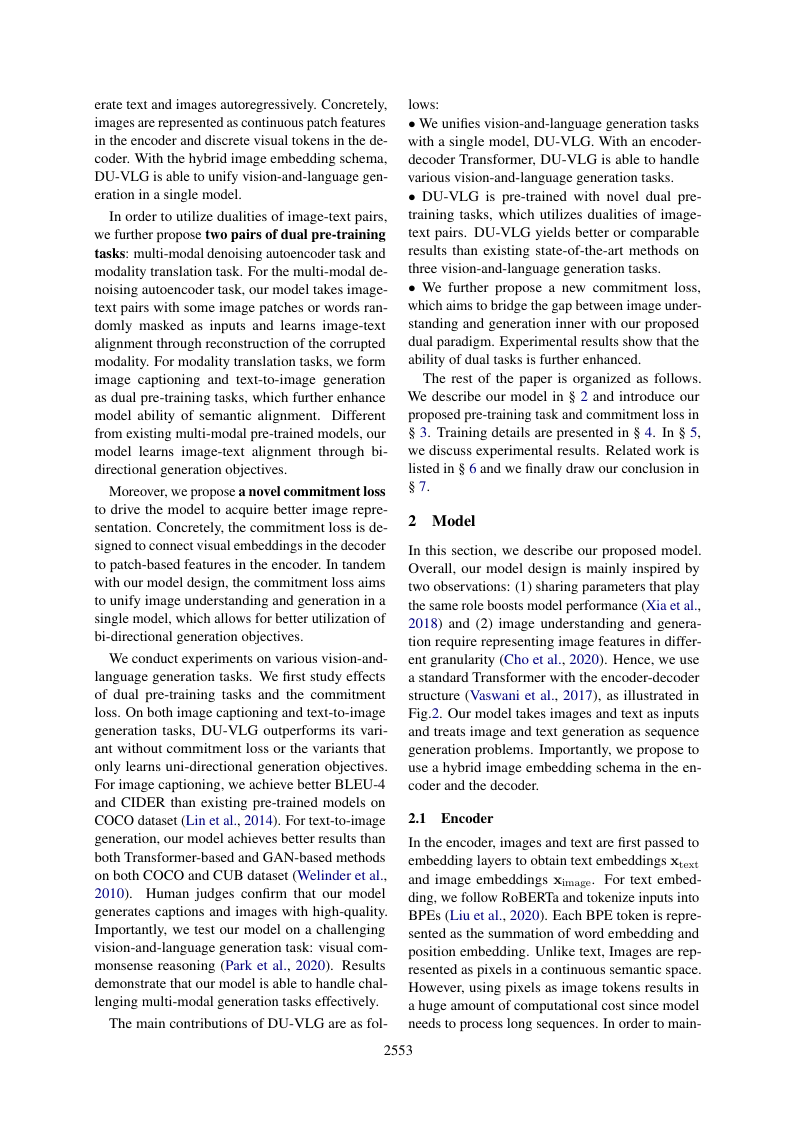 erate text and images autoregressively. Concretely,
images are represented as continuous patch features
in the encoder and discrete visual tokens in the de-
coder. With the hybrid image embedding schema,
DU-VLG is able to unify vision-and-language gen-
eration in a single model.
In order to utilize dualities of image-text pairs,
we further propose two pairs of dual pre-training
tasks: multi-modal denoising autoencoder task and
modality translation task. For the multi-modal de-
noising autoencoder task, our model takes image-
text pairs with some image patches or words ran-
domly masked as inputs and learns image-text
alignment through reconstruction of the corrupted
modality. For modality translation tasks, we form
image captioning and text-to-image generation
as dual pre-training tasks, which further enhance
model ability of semantic alignment. Different
from existing multi-modal pre-trained models, our
model learns image-text alignment through bi-
directional generation objectives.
Moreover, we propose a novel commitment loss
to drive the model to acquire better image repre-
sentation. Concretely, the commitment loss is de-
signed to connect visual embeddings in the decoder
to patch-based features in the encoder. In tandem
with our model design, the commitment loss aims
to unify image understanding and generation in a
single model, which allows for better utilization of
bi-directional generation objectives.
We conduct experiments on various vision-and-
language generation tasks. We first study effects
of dual pre-training tasks and the commitment
loss. On both image captioning and text-to-image
generation tasks, DU-VLG outperforms its vari-
ant without commitment loss or the variants that
only learns uni-directional generation objectives.
For image captioning, we achieve better BLEU-4
and CIDER than existing pre-trained models on
COCO dataset (Lin et al., 2014). For text-to-image
generation, our model achieves better results than
both Transformer-based and GAN-based methods
on both COCO and CUB dataset (Welinder et al.,
2010). Human judges confirm that our model
generates captions and images with high-quality.
Importantly, we test our model on a challenging
vision-and-language generation task: visual com-
monsense reasoning (Park et al., 2020). Results
demonstrate that our model is able to handle chal-
lenging multi-modal generation tasks effectively.
The main contributions of DU-VLG are as fol-
lows:
• We unifies vision-and-language generation tasks
with a single model, DU-VLG. With an encoder-
decoder Transformer, DU-VLG is able to handle
various vision-and-language generation tasks.
• DU-VLG is pre-trained with novel dual pre-
training tasks, which utilizes dualities of image-
text pairs. DU-VLG yields better or comparable
results than existing state-of-the-art methods on
three vision-and-language generation tasks.
• We further propose a new commitment loss,
which aims to bridge the gap between image under-
standing and generation inner with our proposed
dual paradigm. Experimental results show that the
ability of dual tasks is further enhanced.
The rest of the paper is organized as follows.
We describe our model in § 2 and introduce our
proposed pre-training task and commitment loss in
§ 3. Training details are presented in § 4. In § 5,
we discuss experimental results. Related work is
listed in § 6 and we finally draw our conclusion in
§ 7.
2 Model
In this section, we describe our proposed model.
Overall, our model design is mainly inspired by
two observations: (1) sharing parameters that play
the same role boosts model performance (Xia et al.,
2018) and (2) image understanding and genera-
tion require representing image features in differ-
ent granularity (Cho et al., 2020). Hence, we use
a standard Transformer with the encoder-decoder
structure (Vaswani et al., 2017), as illustrated in
Fig.2. Our model takes images and text as inputs
and treats image and text generation as sequence
generation problems. Importantly, we propose to
use a hybrid image embedding schema in the en-
coder and the decoder.
2.1 Encoder
In the encoder, images and text are first passed to
embedding layers to obtain text embeddings x_text
and image embeddings x_image. For text embed-
ding, we follow RoBERTa and tokenize inputs into
BPEs (Liu et al., 2020). Each BPE token is repre-
sented as the summation of word embedding and
position embedding. Unlike text, Images are rep-
resented as pixels in a continuous semantic space.
However, using pixels as image tokens results in
a huge amount of computational cost since model
needs to process long sequences. In order to main-
2553